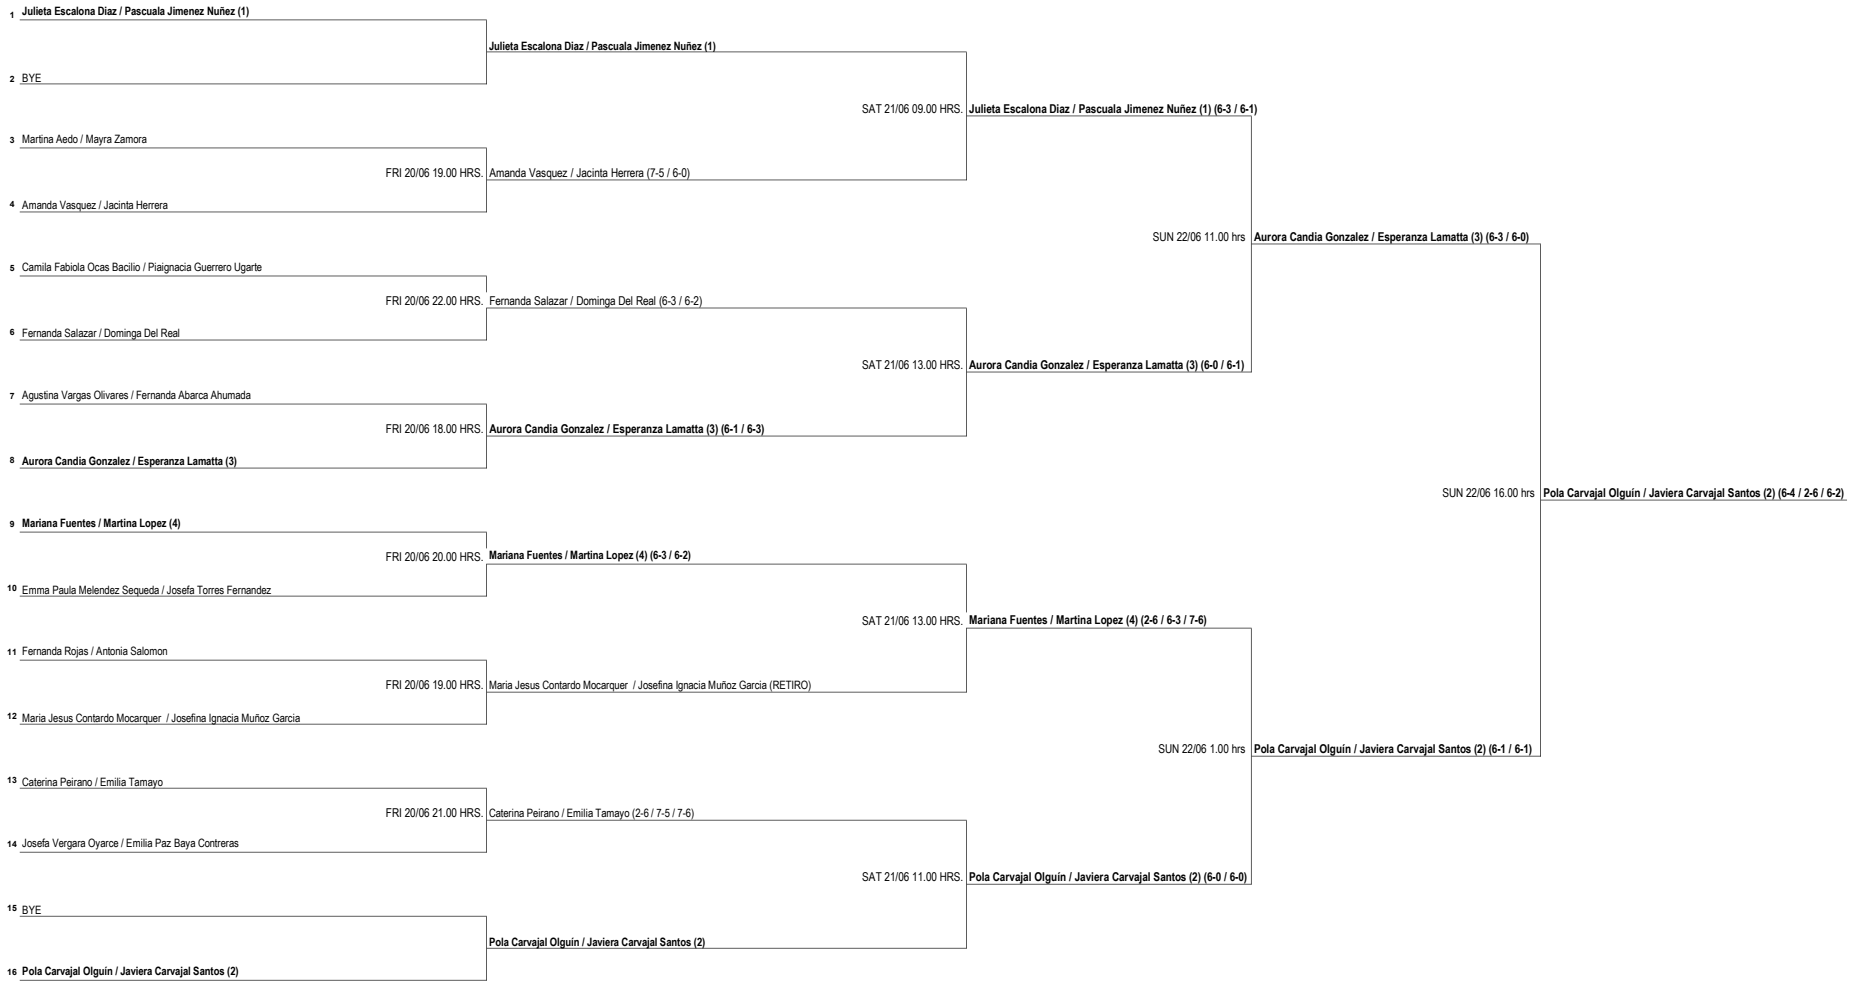 1 Julieta Escalona Diaz / Pascuala Jimenez Nuñez (1)
Julieta Escalona Diaz / Pascuala Jimenez Nuñez (1)
2 BYE
SAT 21/06 09.00 HRS. Julieta Escalona Diaz / Pascuala Jimenez Nuñez (1) (6-3 / 6-1)
3 Martina Aedo / Mayra Zamora
FRI 20/06 19.00 HRS. Amanda Vasquez / Jacinta Herrera (7-5 / 6-0)
4 Amanda Vasquez / Jacinta Herrera
SUN 22/06 11.00 hrs Aurora Candia Gonzalez / Esperanza Lamatta (3) (6-3 / 6-0)
5 Camila Fabiola Ocas Bacilio / Piaignacia Guerrero Ugarte
FRI 20/06 22.00 HRS. Fernanda Salazar / Dominga Del Real (6-3 / 6-2)
6 Fernanda Salazar / Dominga Del Real
SAT 21/06 13.00 HRS. Aurora Candia Gonzalez / Esperanza Lamatta (3) (6-0 / 6-1)
7 Agustina Vargas Olivares / Fernanda Abarca Ahumada
FRI 20/06 18.00 HRS. Aurora Candia Gonzalez / Esperanza Lamatta (3) (6-1 / 6-3)
8 Aurora Candia Gonzalez / Esperanza Lamatta (3)
SUN 22/06 16.00 hrs Pola Carvajal Olguín / Javiera Carvajal Santos (2) (6-4 / 2-6 / 6-2)
9 Mariana Fuentes / Martina Lopez (4)
FRI 20/06 20.00 HRS. Mariana Fuentes / Martina Lopez (4) (6-3 / 6-2)
10 Emma Paula Melendez Sequeda / Josefa Torres Fernandez
SAT 21/06 13.00 HRS. Mariana Fuentes / Martina Lopez (4) (2-6 / 6-3 / 7-6)
11 Fernanda Rojas / Antonia Salomon
FRI 20/06 19.00 HRS. Maria Jesus Contardo Mocarquer / Josefina Ignacia Muñoz Garcia (RETIRO)
12 Maria Jesus Contardo Mocarquer / Josefina Ignacia Muñoz Garcia
SUN 22/06 1.00 hrs Pola Carvajal Olguín / Javiera Carvajal Santos (2) (6-1 / 6-1)
13 Caterina Peirano / Emilia Tamayo
FRI 20/06 21.00 HRS. Caterina Peirano / Emilia Tamayo (2-6 / 7-5 / 7-6)
14 Josefa Vergara Oyarce / Emilia Paz Baya Contreras
SAT 21/06 11.00 HRS. Pola Carvajal Olguín / Javiera Carvajal Santos (2) (6-0 / 6-0)
15 BYE
Pola Carvajal Olguín / Javiera Carvajal Santos (2)
16 Pola Carvajal Olguín / Javiera Carvajal Santos (2)